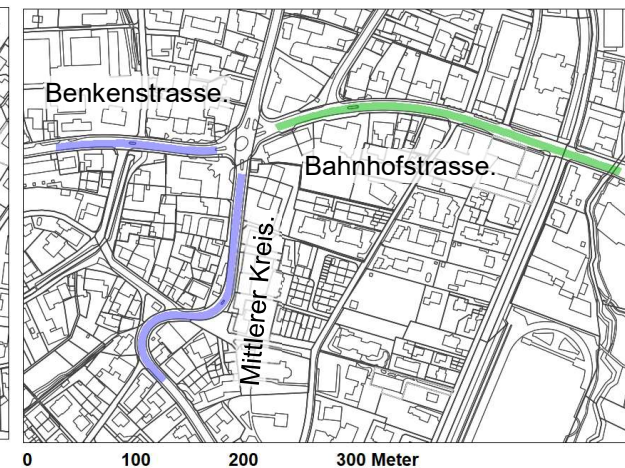 Benkenstrasse.
Bahnhofstrasse.
Mittlerer Kreis.
0 100 200 300 Meter